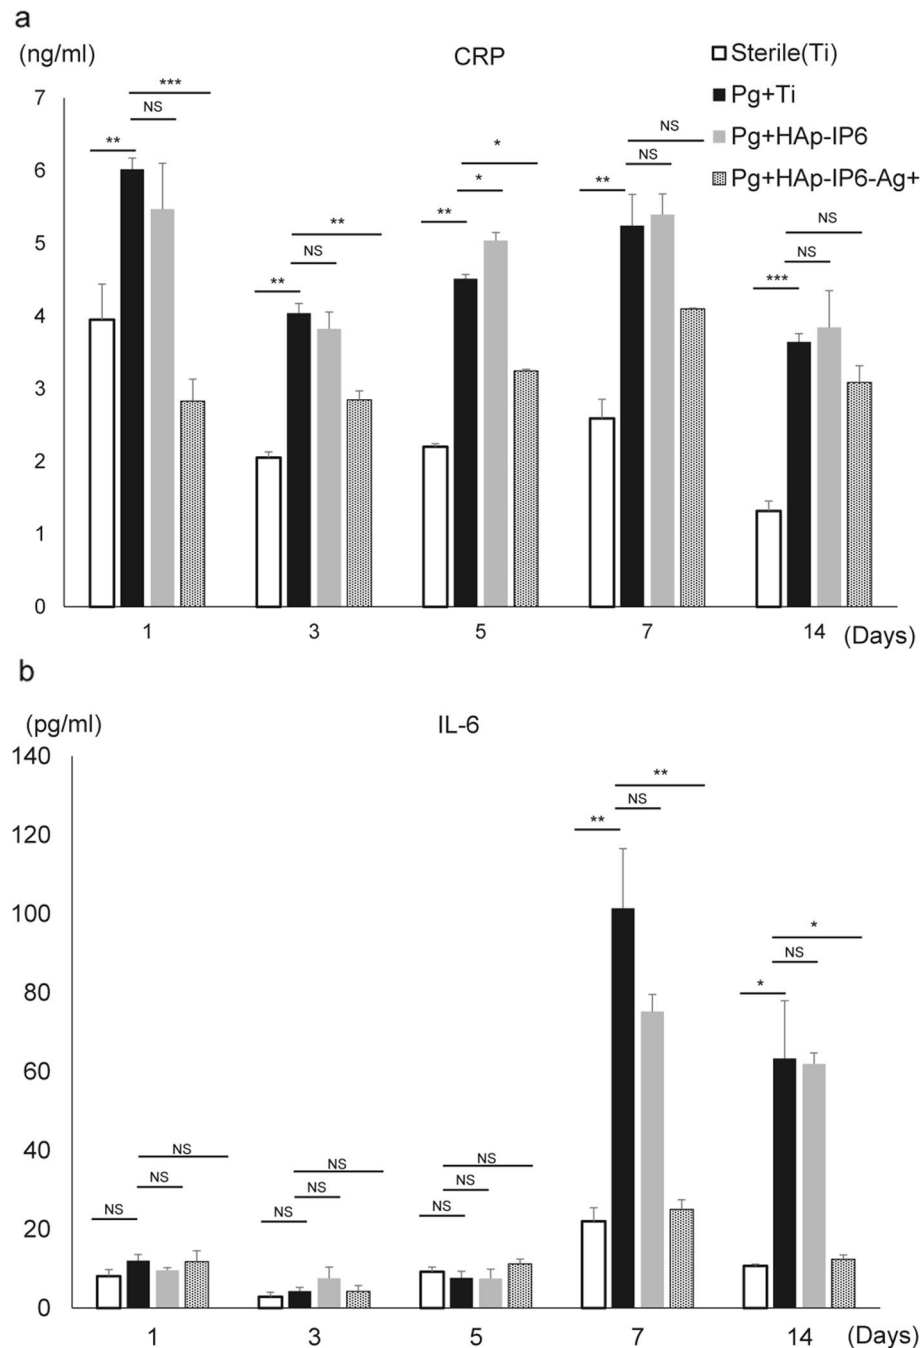 a
(ng/ml)
CRP
Sterile(Ti)
Pg+Ti
Pg+HAp-IP6
Pg+HAp-IP6-Ag+
7
6
5
4
3
2
1
0
** NS ***
** NS **
** * *
** NS NS
*** NS NS
1 3 5 7 14 (Days)
b
(pg/ml)
IL-6
140
120
100
80
60
40
20
0
NS NS NS
NS NS NS
NS NS NS
** NS **
* NS *
1 3 5 7 14 (Days)